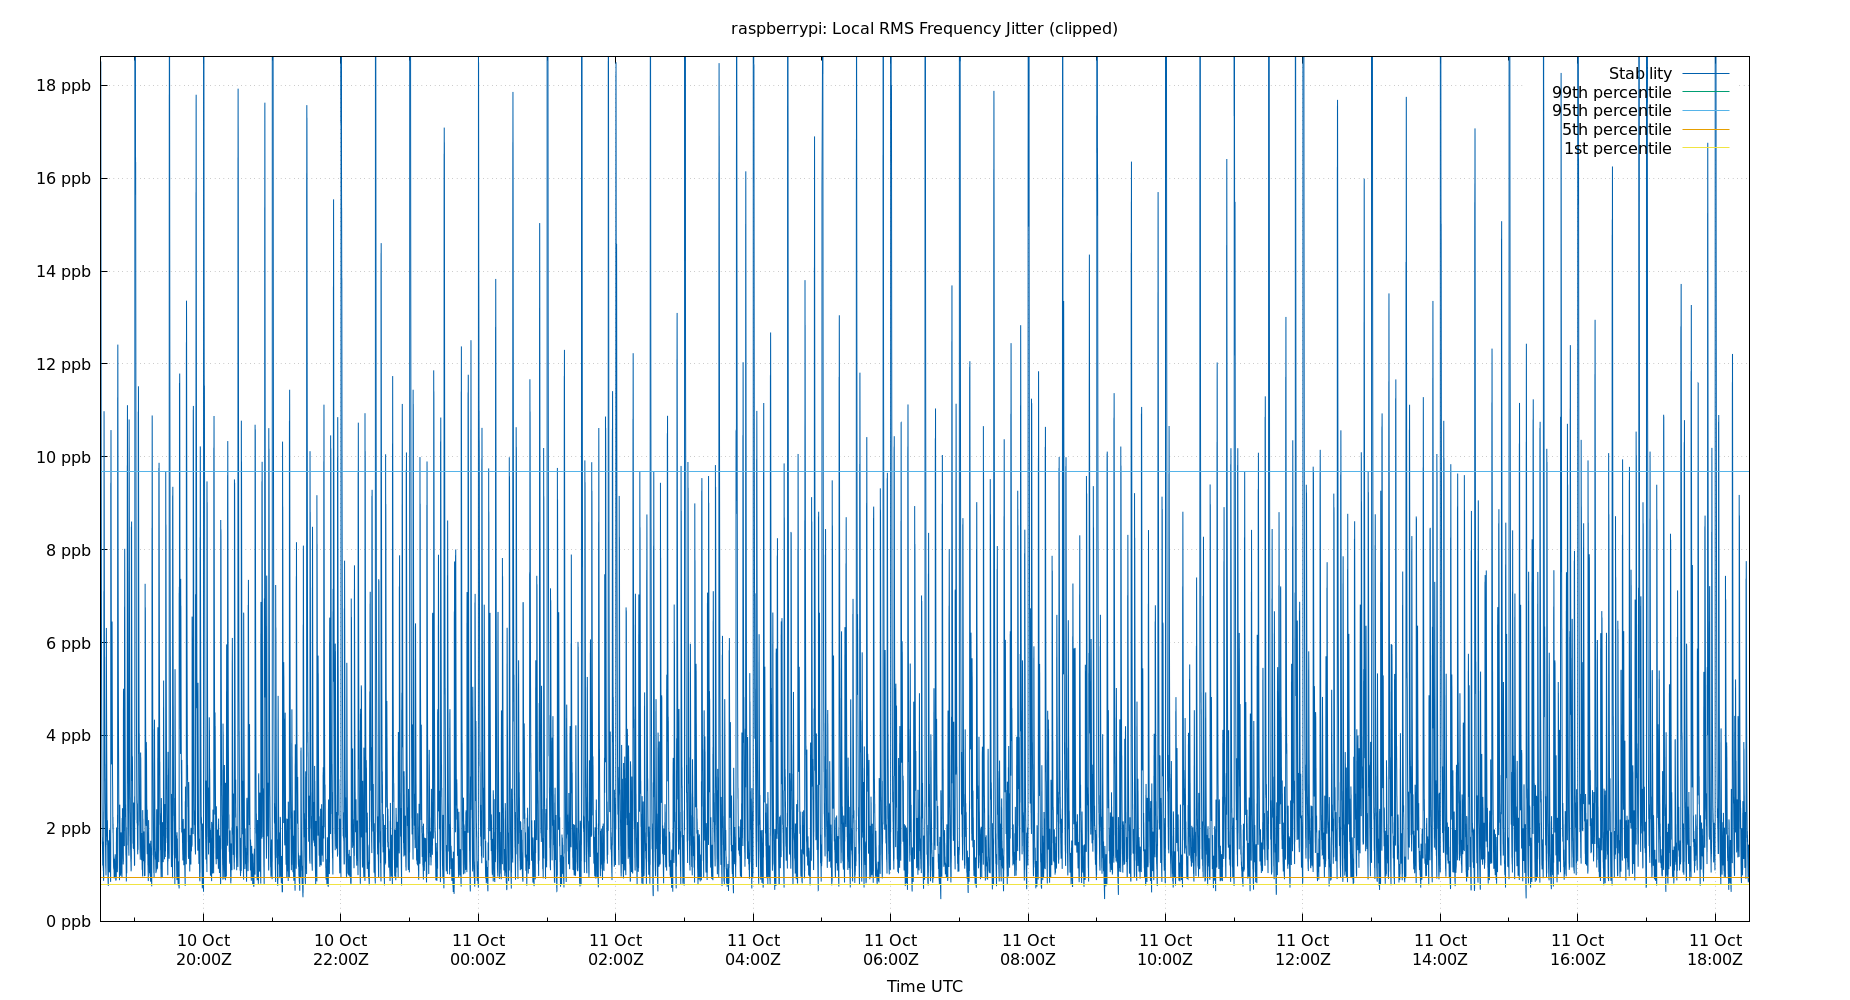 raspberrypi: Local RMS Frequency Jitter (clipped)
18 ppb
16 ppb
14 ppb
12 ppb
10 ppb
8 ppb
6 ppb
4 ppb
2 ppb
0 ppb
Stability
99th percentile
95th percentile
5th percentile
1st percentile
10 Oct
20:00Z
10 Oct
22:00Z
11 Oct
00:00Z
11 Oct
02:00Z
11 Oct
04:00Z
11 Oct
06:00Z
11 Oct
08:00Z
11 Oct
10:00Z
11 Oct
12:00Z
11 Oct
14:00Z
11 Oct
16:00Z
11 Oct
18:00Z
Time UTC